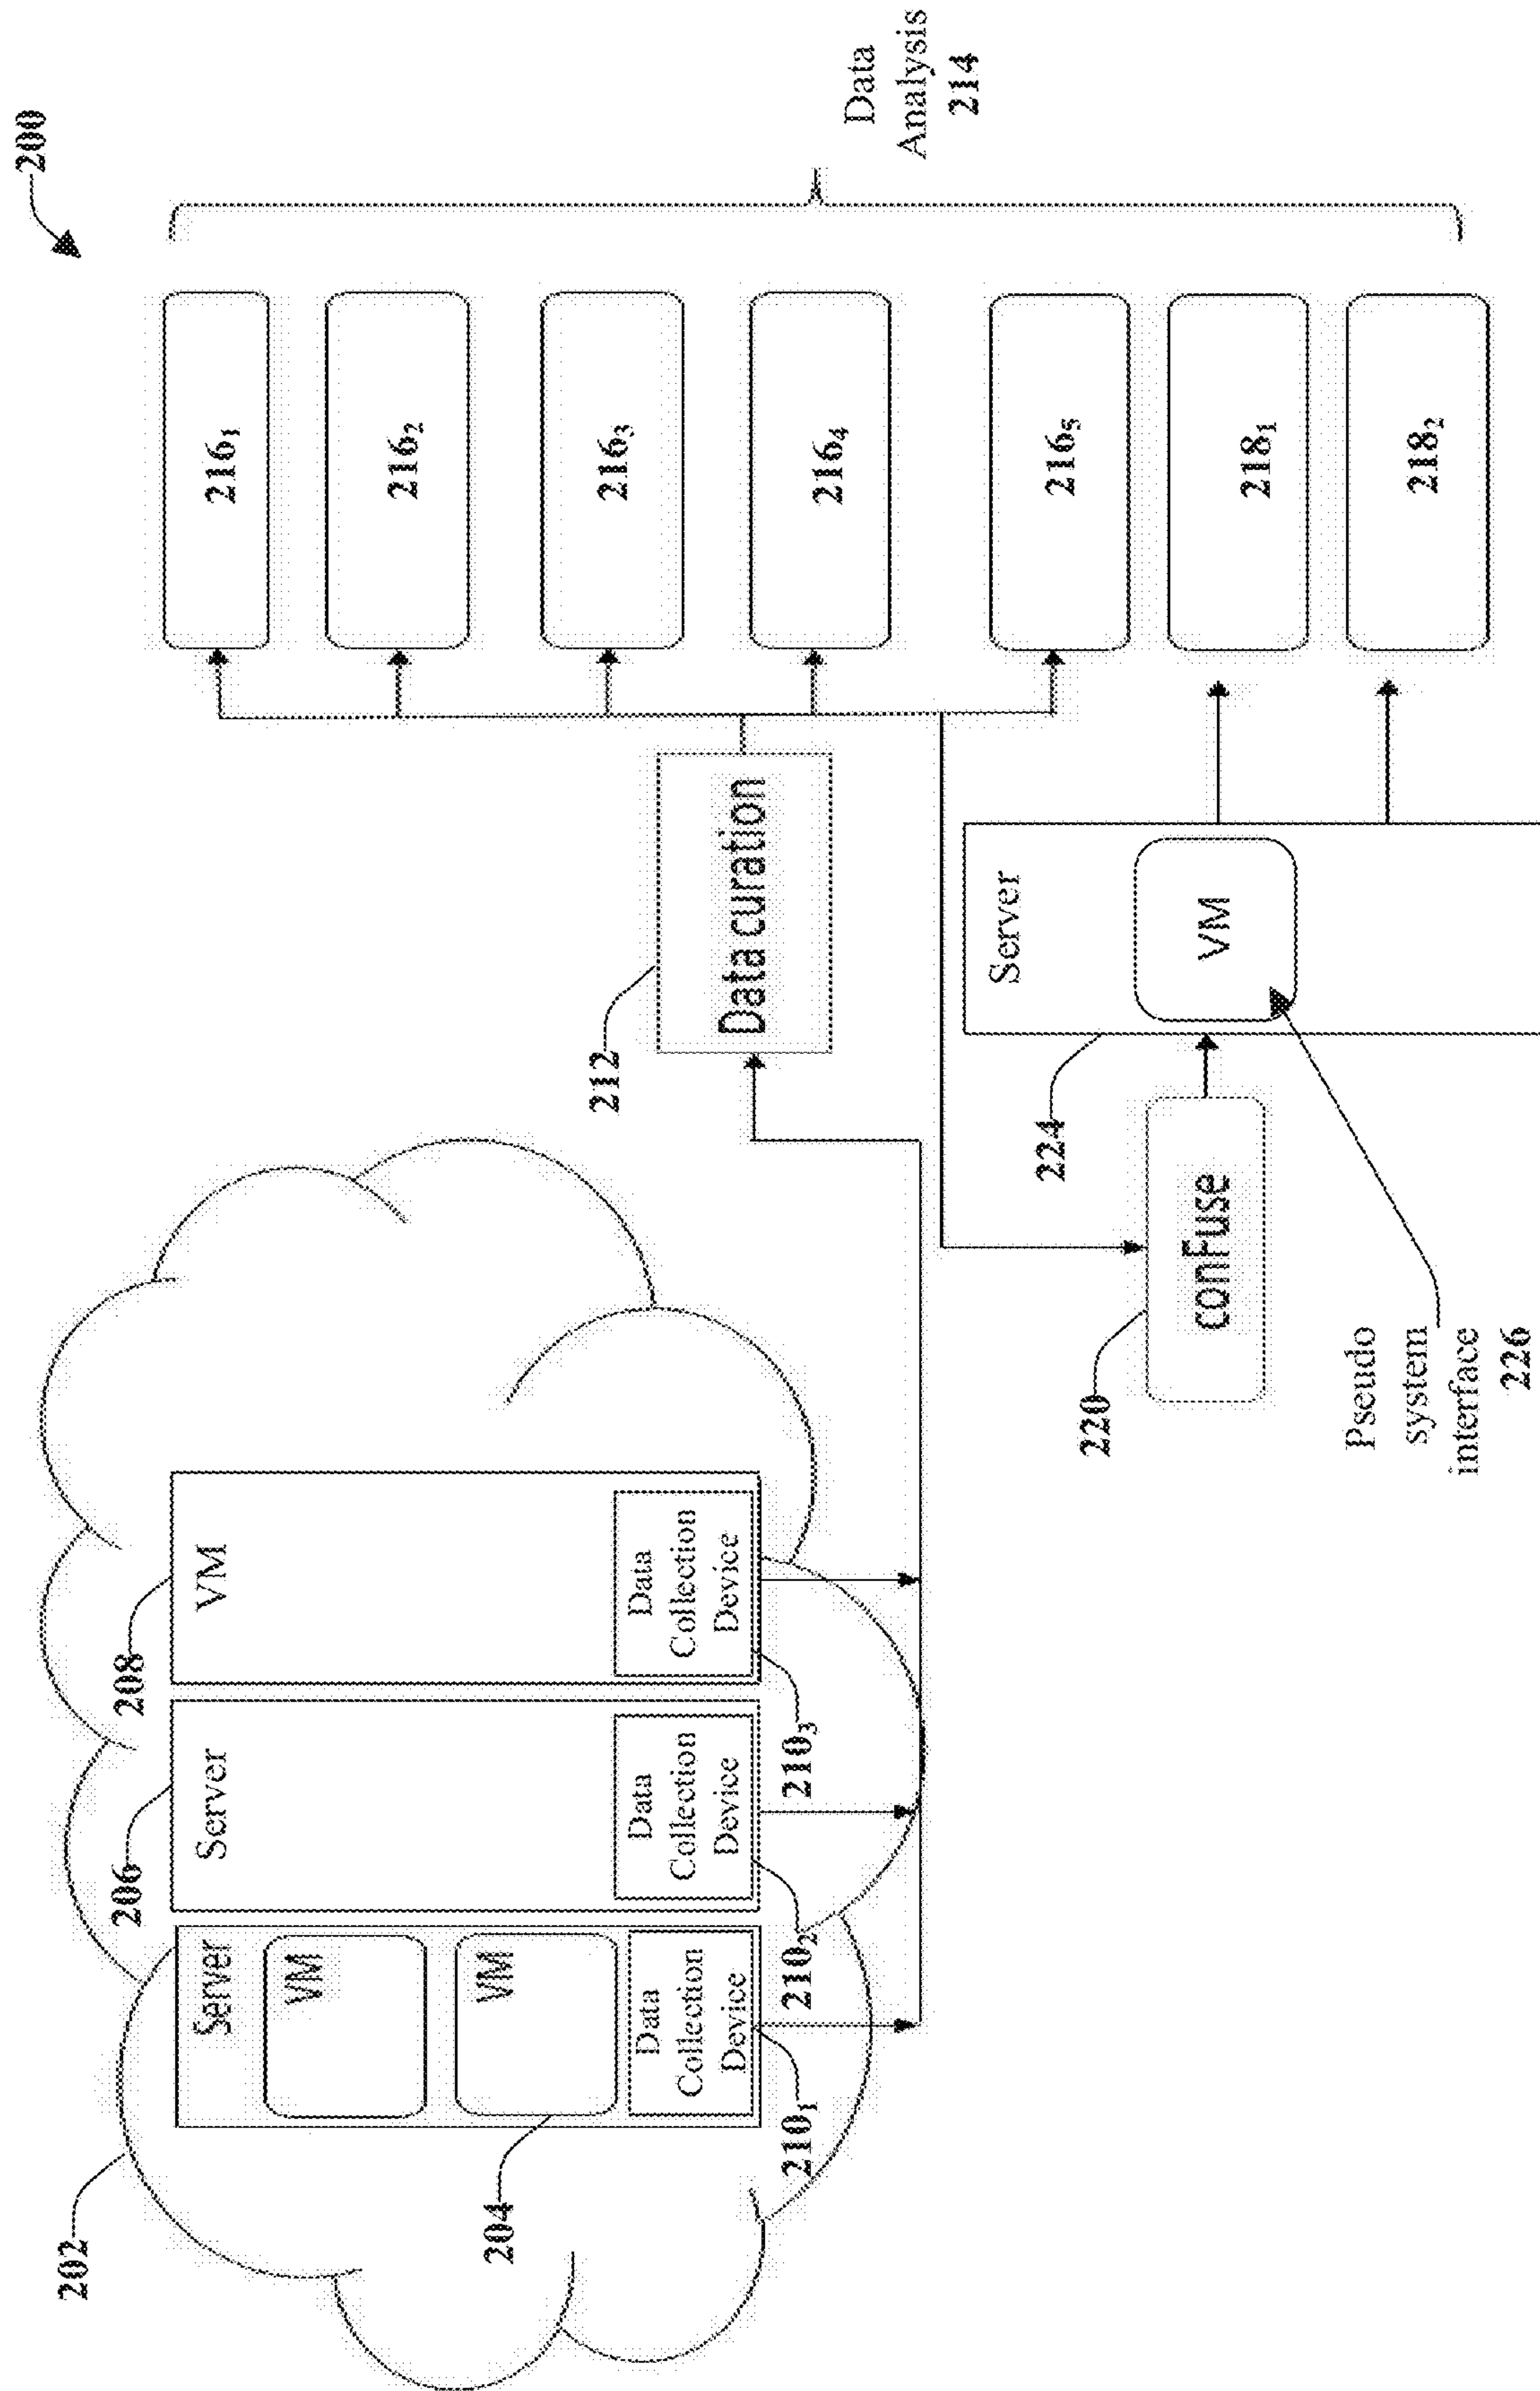 200
202
Server
VM
VM
204
Data
Collection
Device
210₁
206
Server
Data
Collection
Device
210₂
208
VM
Data
Collection
Device
210₃
212
Data curation
216₁
216₂
216₃
216₄
216₅
218₁
218₂
Data
Analysis
214
220
conFuse
224
Server
VM
Pseudo
system
interface
226